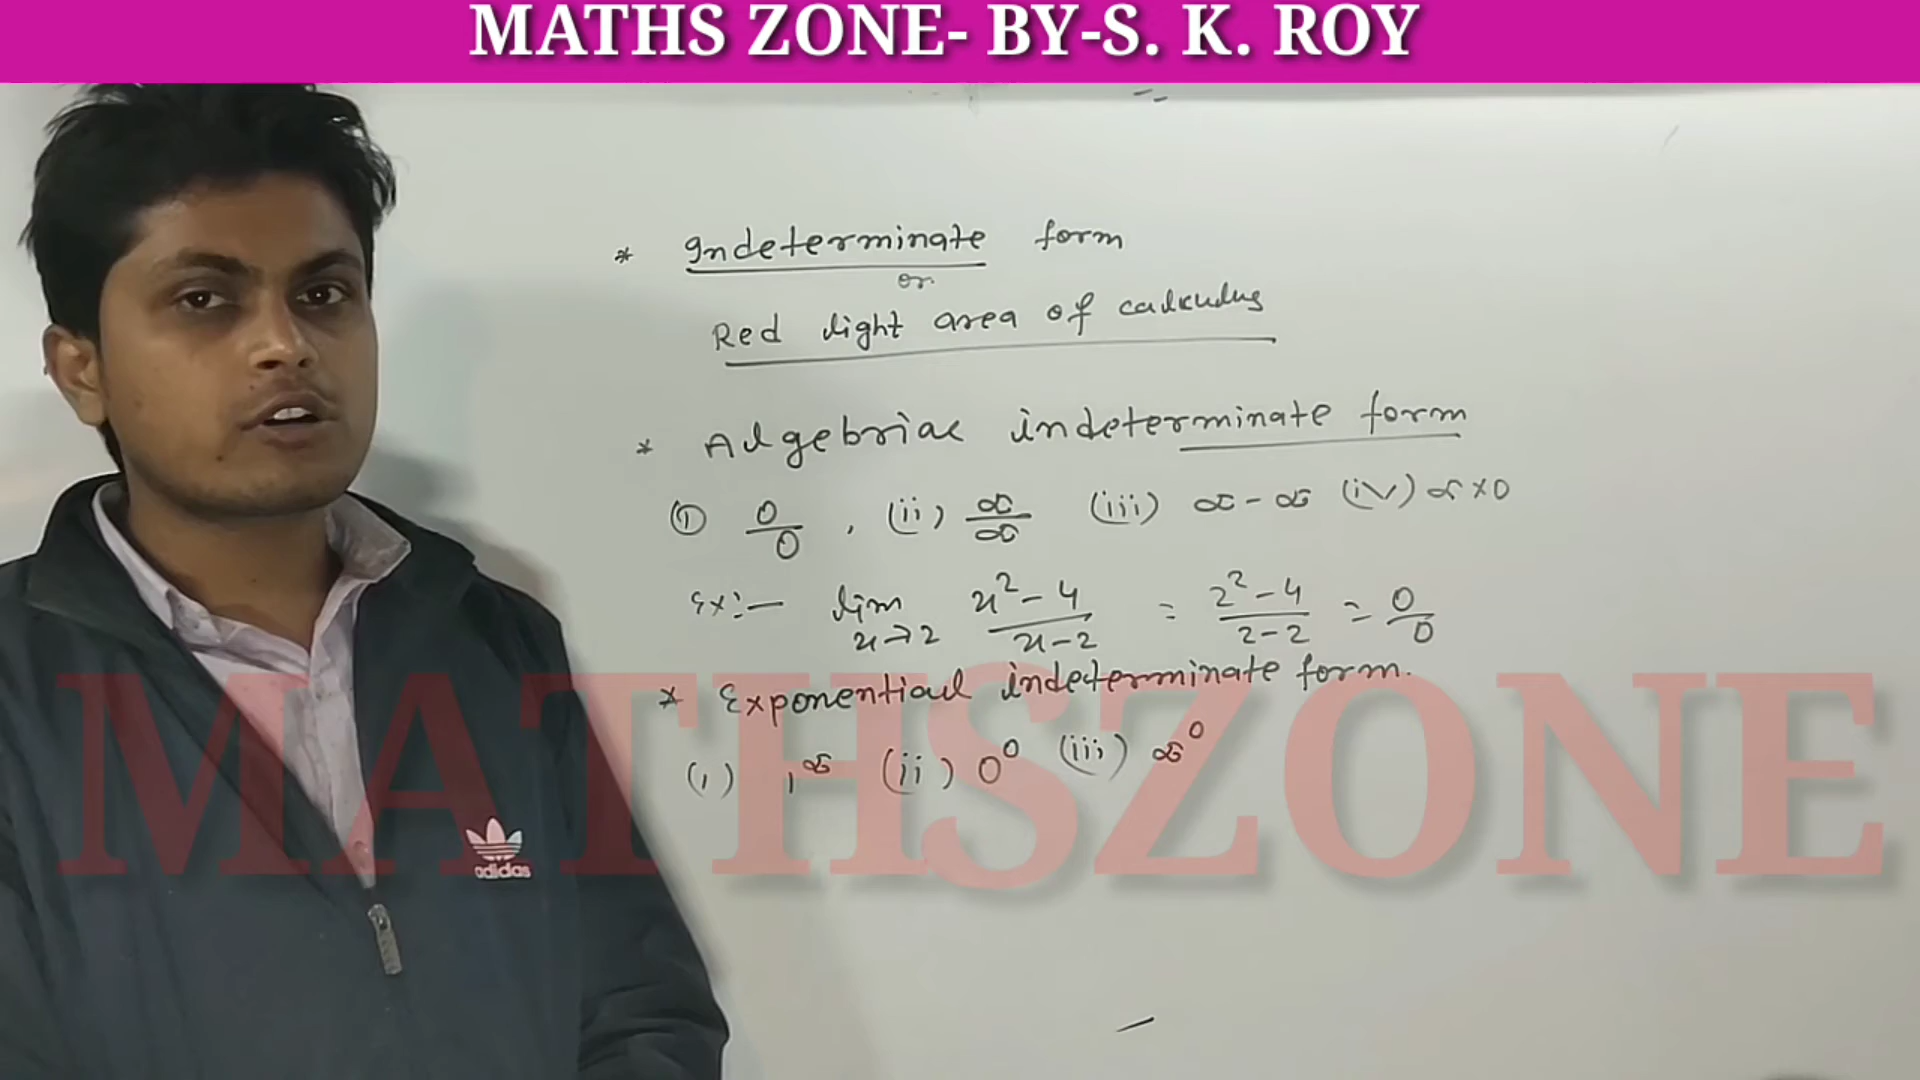 MATHS ZONE- BY-S. K. ROY
* Indeterminate form
or
Red light area of calculus
* Algebriac indeterminate form
(i) 0/0 , (ii) ∞/∞ (iii) ∞ - ∞ (iv) ∞ × 0
Ex:- lim x→2 x²-4/x-2 = 2²-4/2-2 = 0/0
* Exponential indeterminate form.
(i) 1^∞ (ii) 0^0 (iii) ∞^0
adidas
MATHSZONE